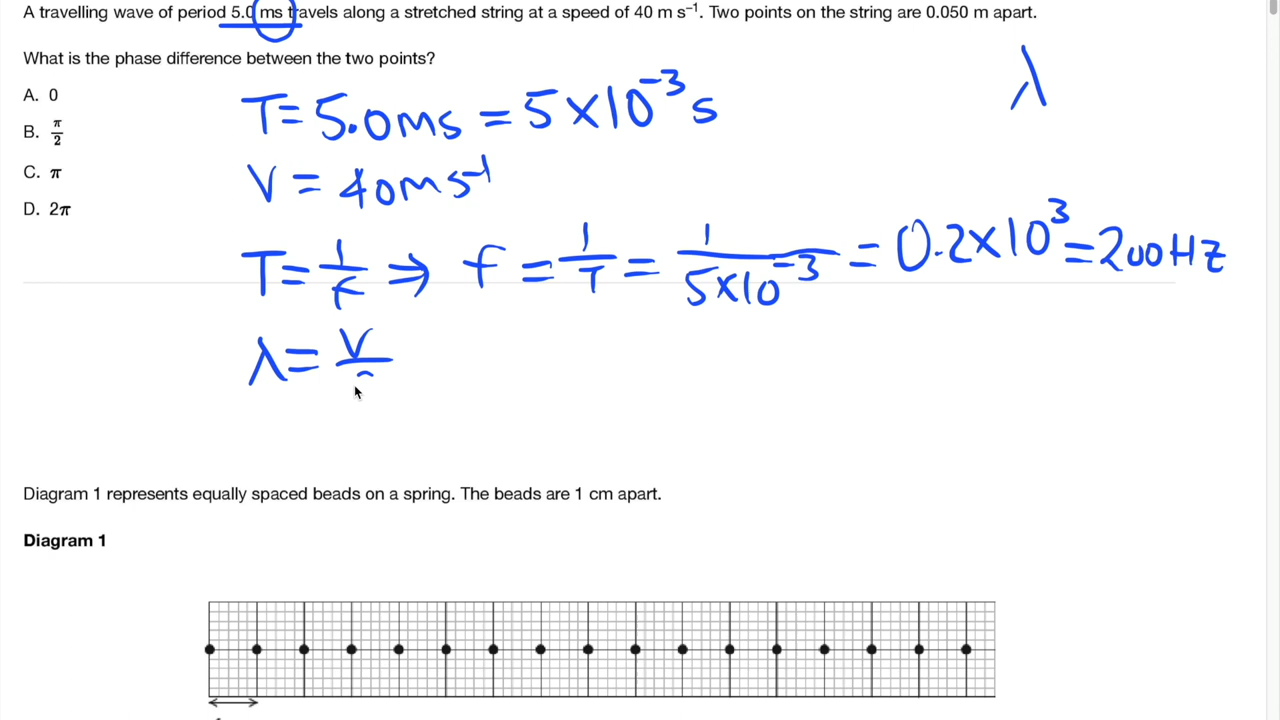 A travelling wave of period 5.0 ms travels along a stretched string at a speed of 40 m s⁻¹. Two points on the string are 0.050 m apart.
What is the phase difference between the two points?
λ
A. 0
T = 5.0ms = 5×10⁻³ s
B. π/2
C. π
V = 40ms⁻¹
D. 2π
T = 1/f ⇒ f = 1/T = 1/5×10⁻³ = 0.2×10³ = 200HZ
λ = V
Diagram 1 represents equally spaced beads on a spring. The beads are 1 cm apart.
Diagram 1